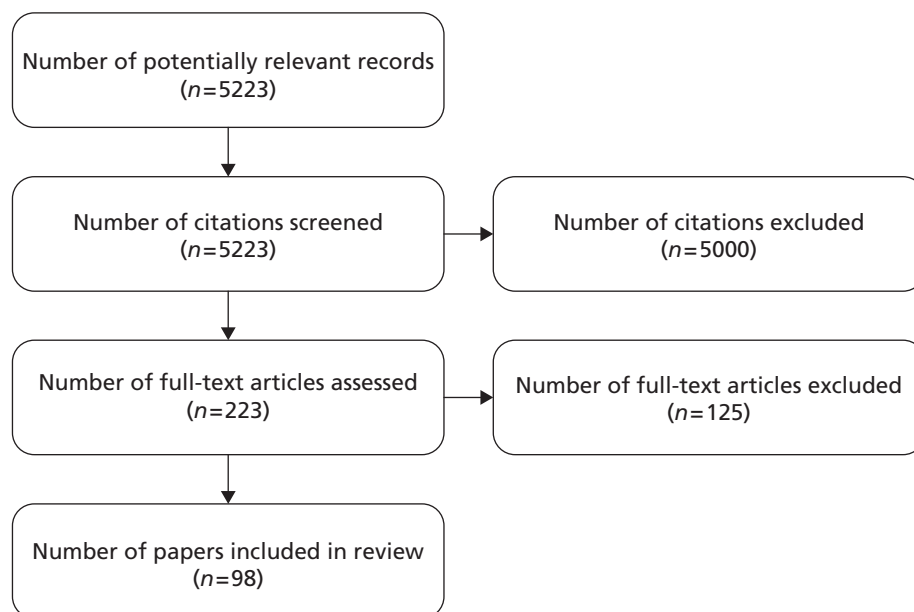 Number of potentially relevant records
(n=5223)
Number of citations screened
(n=5223)
Number of citations excluded
(n=5000)
Number of full-text articles assessed
(n=223)
Number of full-text articles excluded
(n=125)
Number of papers included in review
(n=98)